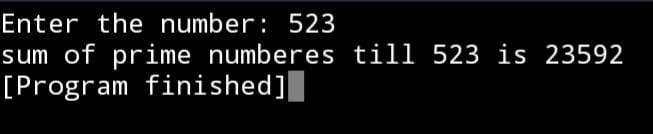 Enter the number: 523
sum of prime numberes till 523 is 23592
[Program finished]